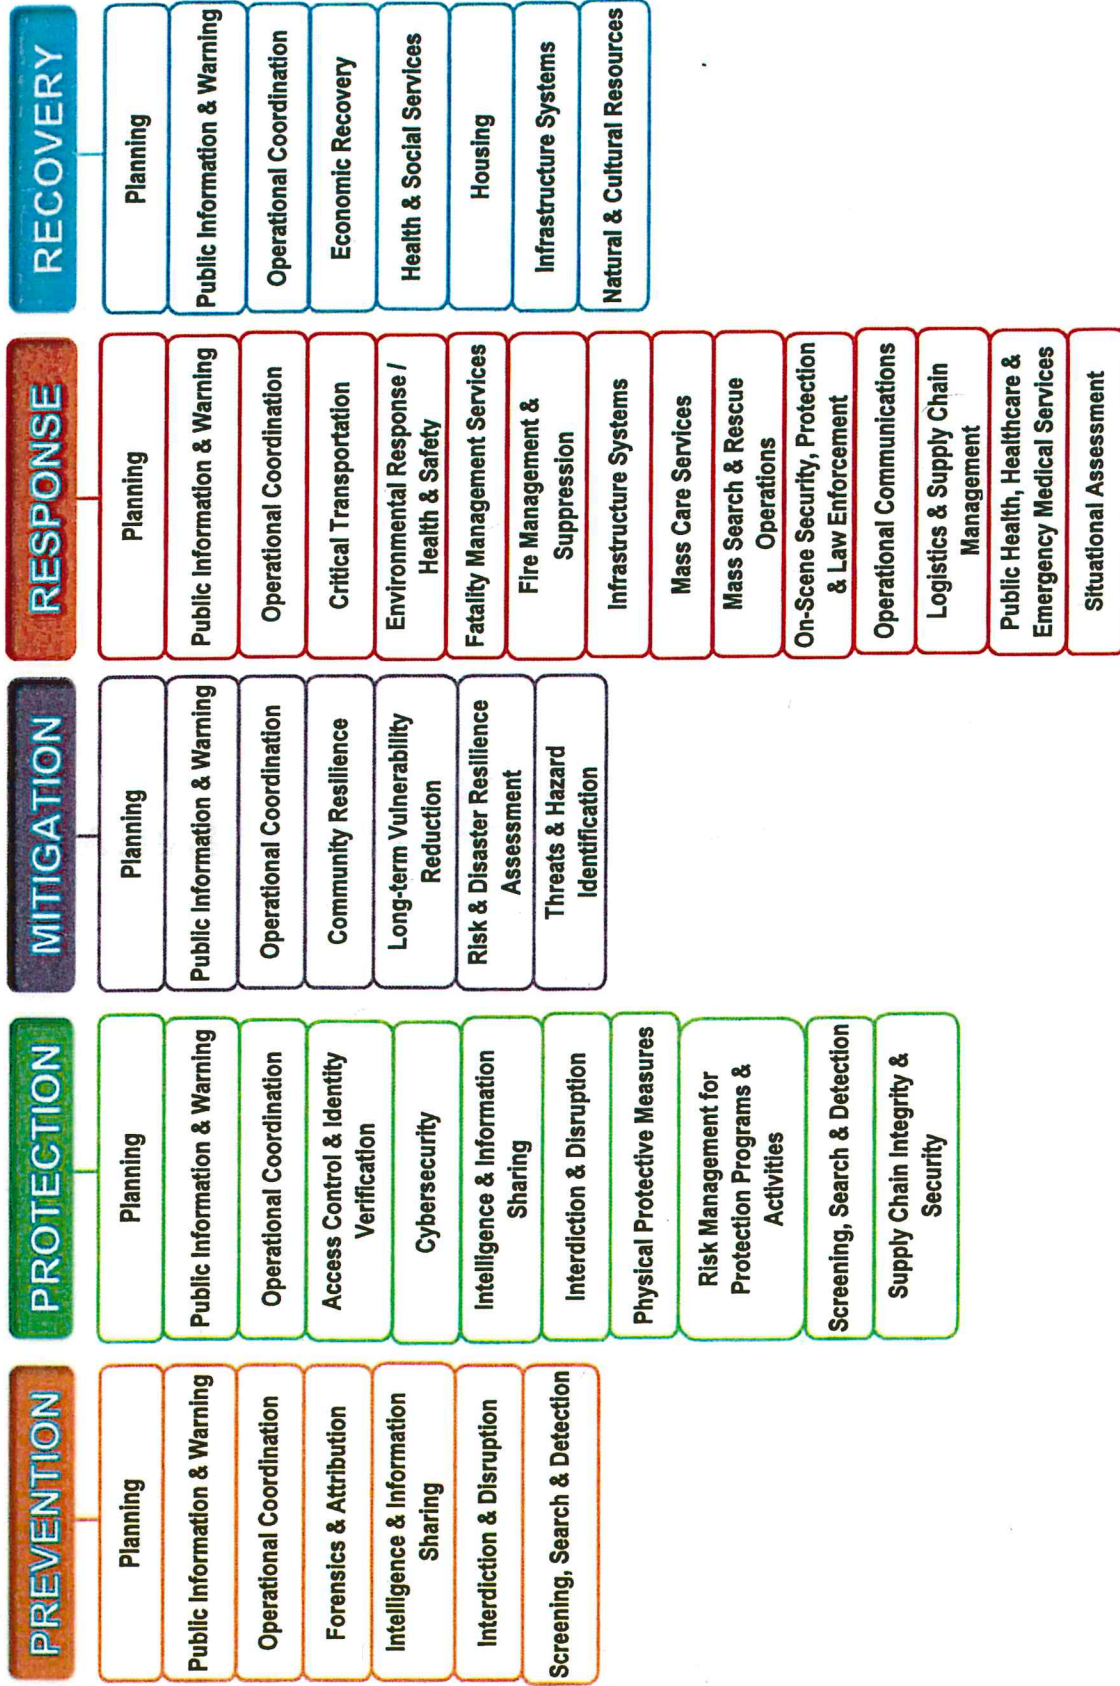 PREVENTION
Planning
Public Information & Warning
Operational Coordination
Forensics & Attribution
Intelligence & Information
Sharing
Interdiction & Disruption
Screening, Search & Detection
PROTECTION
Planning
Public Information & Warning
Operational Coordination
Access Control & Identity
Verification
Cybersecurity
Intelligence & Information
Sharing
Interdiction & Disruption
Physical Protective Measures
Risk Management for
Protection Programs &
Activities
Screening, Search & Detection
Supply Chain Integrity &
Security
MITIGATION
Planning
Public Information & Warning
Operational Coordination
Community Resilience
Long-term Vulnerability
Reduction
Risk & Disaster Resilience
Assessment
Threats & Hazard
Identification
RESPONSE
Planning
Public Information & Warning
Operational Coordination
Critical Transportation
Environmental Response /
Health & Safety
Fatality Management Services
Fire Management &
Suppression
Infrastructure Systems
Mass Care Services
Mass Search & Rescue
Operations
On-Scene Security, Protection
& Law Enforcement
Operational Communications
Logistics & Supply Chain
Management
Public Health, Healthcare &
Emergency Medical Services
Situational Assessment
RECOVERY
Planning
Public Information & Warning
Operational Coordination
Economic Recovery
Health & Social Services
Housing
Infrastructure Systems
Natural & Cultural Resources